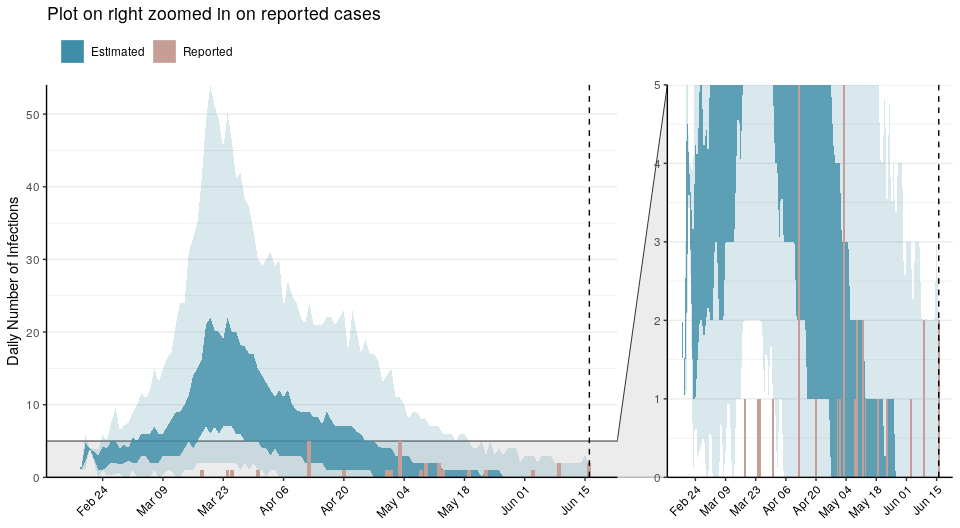 Plot on right zoomed in on reported cases
Estimated
Reported
Daily Number of Infections
50
40
30
20
10
0
Feb 24
Mar 09
Mar 23
Apr 06
Apr 20
May 04
May 18
Jun 01
Jun 15
5
4
3
2
1
0
Feb 24
Mar 09
Mar 23
Apr 06
Apr 20
May 04
May 18
Jun 01
Jun 15